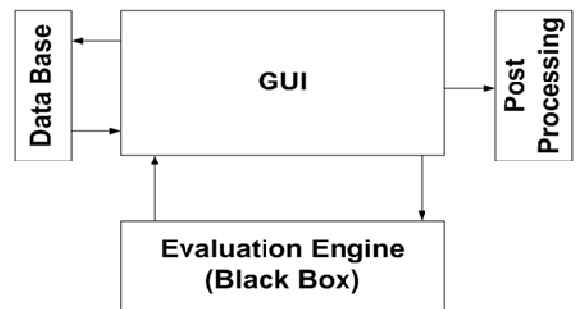 Data Base
GUI
Post
Processing
Evaluation Engine
(Black Box)